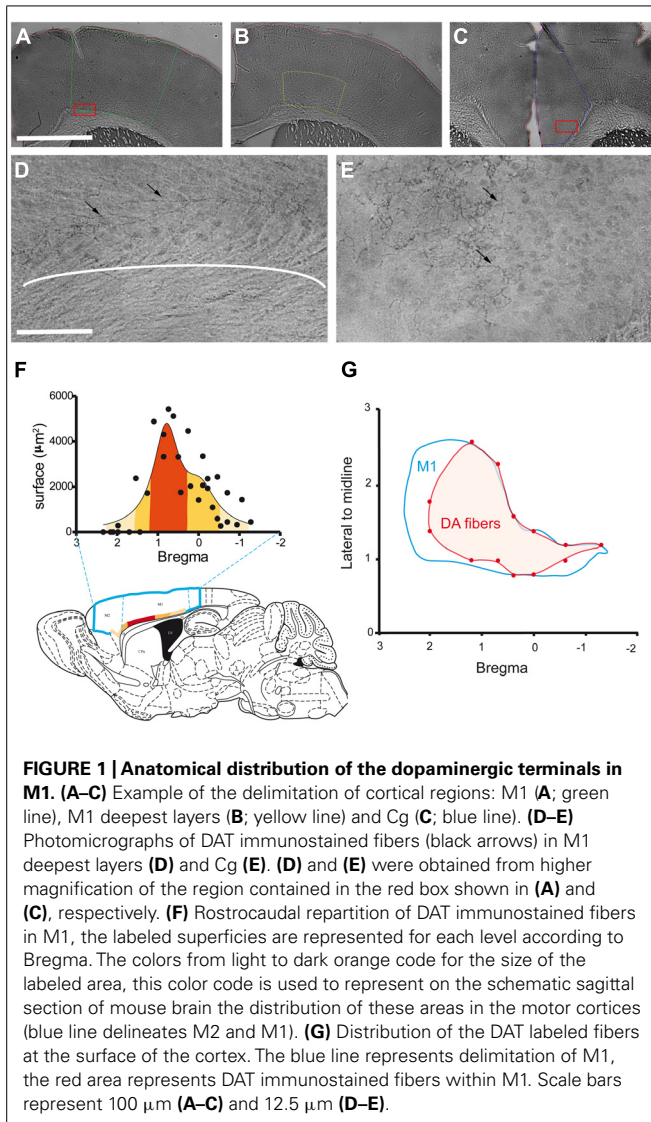 A
B
C
D
E
F
G
6000
4000
2000
0
surface (μm²)
3
2
1
0
-1
-2
Bregma
M2
M1
CPu
3
2
1
0
Lateral to midline
M1
DA fibers
2
1
0
-1
-2
Bregma
FIGURE 1 | Anatomical distribution of the dopaminergic terminals in
M1. (A–C) Example of the delimitation of cortical regions: M1 (A; green
line), M1 deepest layers (B; yellow line) and Cg (C; blue line). (D–E)
Photomicrographs of DAT immunostained fibers (black arrows) in M1
deepest layers (D) and Cg (E). (D) and (E) were obtained from higher
magnification of the region contained in the red box shown in (A) and
(C), respectively. (F) Rostrocaudal repartition of DAT immunostained fibers
in M1, the labeled superficies are represented for each level according to
Bregma. The colors from light to dark orange code for the size of the
labeled area, this color code is used to represent on the schematic sagittal
section of mouse brain the distribution of these areas in the motor cortices
(blue line delineates M2 and M1). (G) Distribution of the DAT labeled fibers
at the surface of the cortex. The blue line represents delimitation of M1,
the red area represents DAT immunostained fibers within M1. Scale bars
represent 100 μm (A–C) and 12.5 μm (D–E).